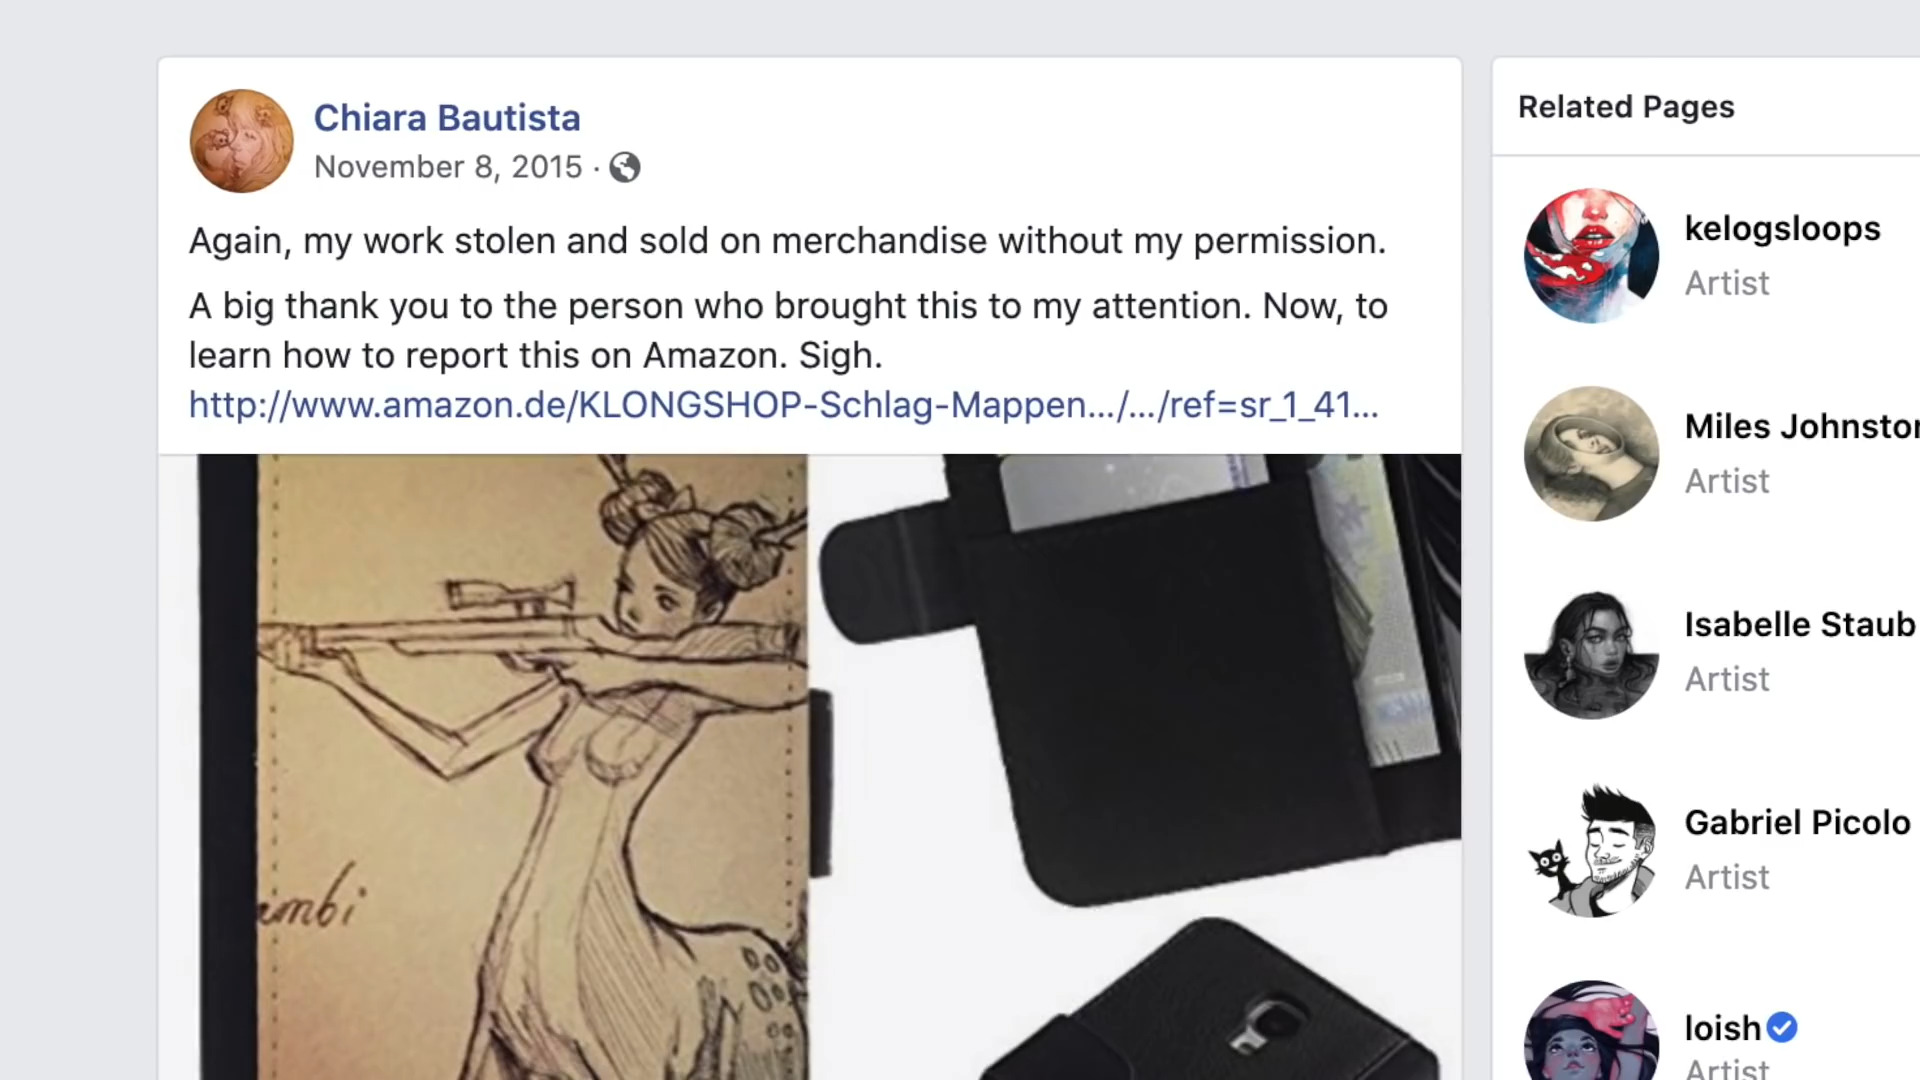 Chiara Bautista
November 8, 2015 ·
Again, my work stolen and sold on merchandise without my permission.
A big thank you to the person who brought this to my attention. Now, to
learn how to report this on Amazon. Sigh.
http://www.amazon.de/KLONGSHOP-Schlag-Mappen.../.../ref=sr_1_41...
ambi
Related Pages
kelogsloops
Artist
Miles Johnston
Artist
Isabelle Staub
Artist
Gabriel Picolo
Artist
loish
Artist